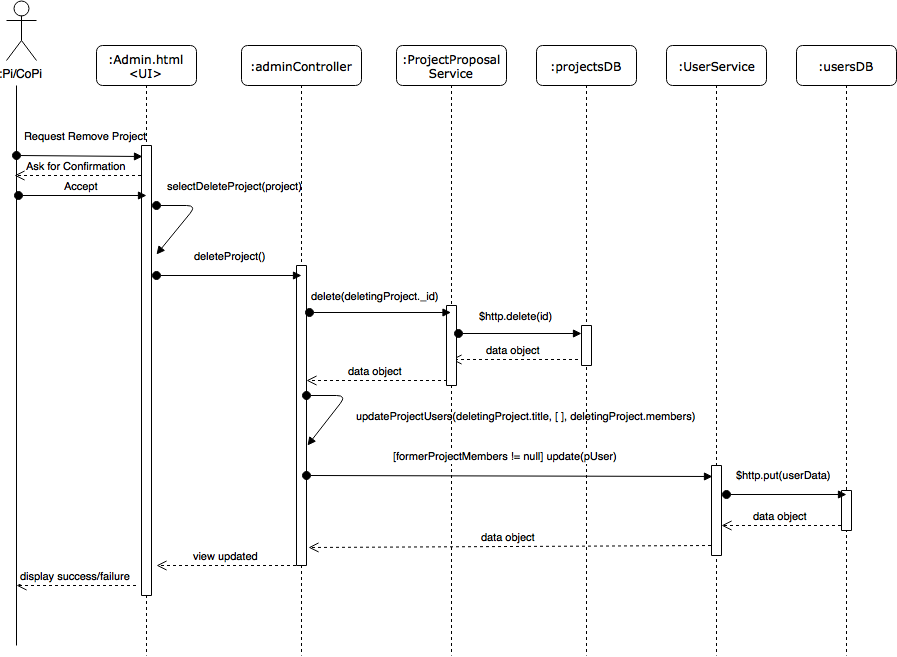 :Pi/CoPi
:Admin.html
<UI>
:adminController
:ProjectProposal
Service
:projectsDB
:UserService
:usersDB
Request Remove Project
Ask for Confirmation
Accept
selectDeleteProject(project)
deleteProject()
delete(deletingProject._id)
$http.delete(id)
data object
data object
updateProjectUsers(deletingProject.title, [ ], deletingProject.members)
[formerProjectMembers != null] update(pUser)
$http.put(userData)
data object
data object
view updated
display success/failure